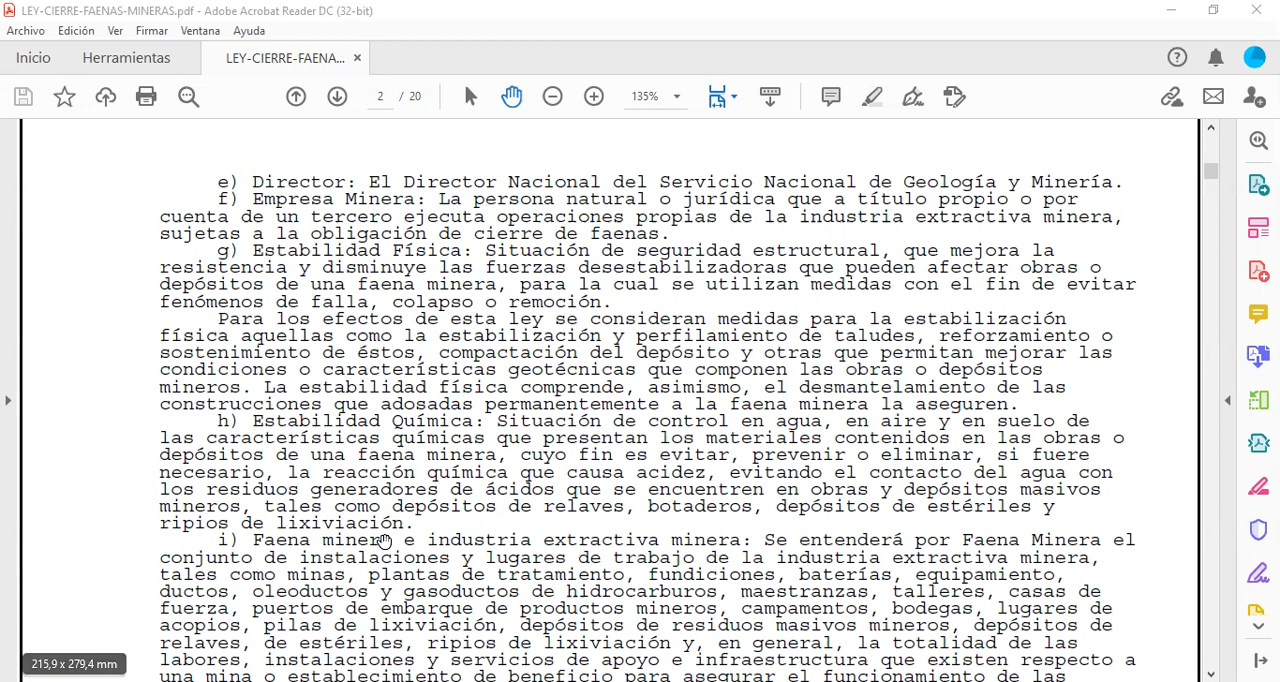 LEY-CIERRE-FAENAS-MINERAS.pdf - Adobe Acrobat Reader DC (32-bit)
Archivo Edición Ver Firmar Ventana Ayuda
Inicio Herramientas LEY-CIERRE-FAENA... ×
2 / 20 135%
e) Director: El Director Nacional del Servicio Nacional de Geología y Minería.
f) Empresa Minera: La persona natural o jurídica que a título propio o por
cuenta de un tercero ejecuta operaciones propias de la industria extractiva minera,
sujetas a la obligación de cierre de faenas.
g) Estabilidad Física: Situación de seguridad estructural, que mejora la
resistencia y disminuye las fuerzas desestabilizadoras que pueden afectar obras o
depósitos de una faena minera, para la cual se utilizan medidas con el fin de evitar
fenómenos de falla, colapso o remoción.
Para los efectos de esta ley se consideran medidas para la estabilización
física aquellas como la estabilización y perfilamiento de taludes, reforzamiento o
sostenimiento de éstos, compactación del depósito y otras que permitan mejorar las
condiciones o características geotécnicas que componen las obras o depósitos
mineros. La estabilidad física comprende, asimismo, el desmantelamiento de las
construcciones que adosadas permanentemente a la faena minera la aseguren.
h) Estabilidad Química: Situación de control en agua, en aire y en suelo de
las características químicas que presentan los materiales contenidos en las obras o
depósitos de una faena minera, cuyo fin es evitar, prevenir o eliminar, si fuere
necesario, la reacción química que causa acidez, evitando el contacto del agua con
los residuos generadores de ácidos que se encuentren en obras y depósitos masivos
mineros, tales como depósitos de relaves, botaderos, depósitos de estériles y
ripios de lixiviación.
i) Faena minera e industria extractiva minera: Se entenderá por Faena Minera el
conjunto de instalaciones y lugares de trabajo de la industria extractiva minera,
tales como minas, plantas de tratamiento, fundiciones, baterías, equipamiento,
ductos, oleoductos y gasoductos de hidrocarburos, maestranzas, talleres, casas de
fuerza, puertos de embarque de productos mineros, campamentos, bodegas, lugares de
acopios, pilas de lixiviación, depósitos de residuos masivos mineros, depósitos de
relaves, de estériles, ripios de lixiviación y, en general, la totalidad de las
labores, instalaciones y servicios de apoyo e infraestructura que existen respecto a
una mina o establecimiento de beneficio para asegurar el funcionamiento de las
215,9 x 279,4 mm